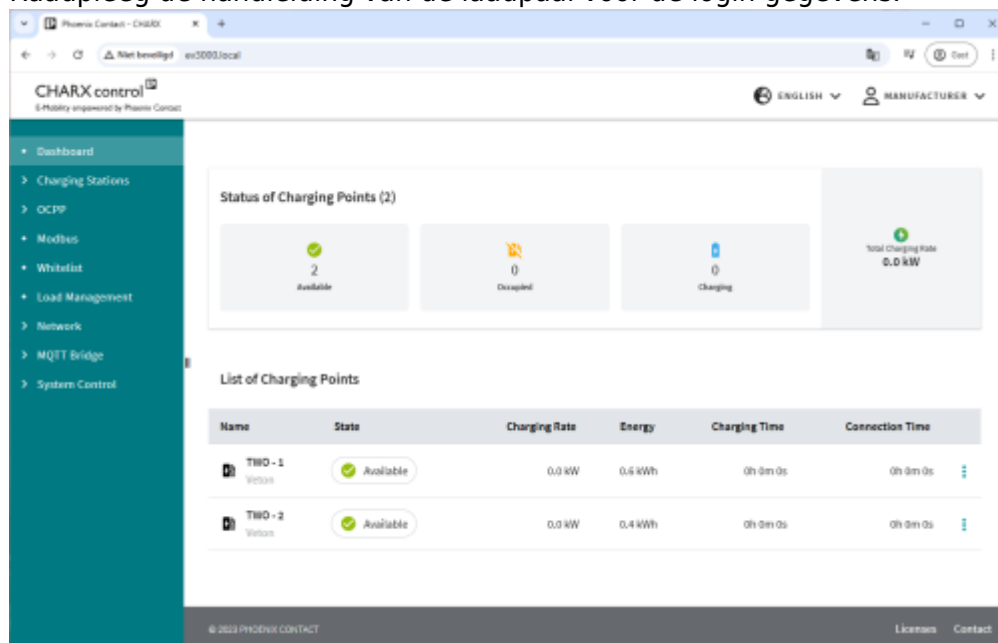 Raadpleeg de handleiding van de laadpaal voor de login gegevens.
Phoenix Contact - CHARX
Niet beveiligd ev3000.local
Gast
CHARX control
E-Mobility empowered by Phoenix Contact
ENGLISH
MANUFACTURER
Dashboard
Charging Stations
OCPP
Modbus
Whitelist
Load Management
Network
MQTT Bridge
System Control
Status of Charging Points (2)
2
Available
0
Occupied
0
Charging
Total Charging Rate
0.0 kW
List of Charging Points
Name State Charging Rate Energy Charging Time Connection Time
TWO - 1
Veton
Available 0.0 kW 0.6 kWh 0h 0m 0s 0h 0m 0s
TWO - 2
Veton
Available 0.0 kW 0.4 kWh 0h 0m 0s 0h 0m 0s
© 2023 PHOENIX CONTACT
Licenses Contact